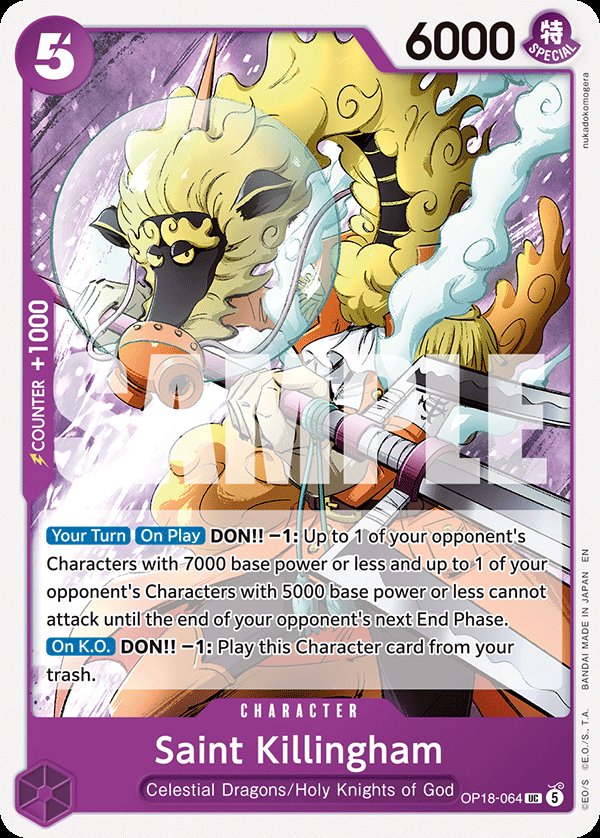 5
6000
特
SPECIAL
nukadokomogera
COUNTER +1000
SAMPLE
Your Turn On Play DON!! −1: Up to 1 of your opponent's
Characters with 7000 base power or less and up to 1 of your
opponent's Characters with 5000 base power or less cannot
attack until the end of your opponent's next End Phase.
On K.O. DON!! −1: Play this Character card from your
trash.
CHARACTER
Saint Killingham
Celestial Dragons/Holy Knights of God
OP18-064 UC 5
©E.O/S ©E.O./S., T.A. BANDAI MADE IN JAPAN EN